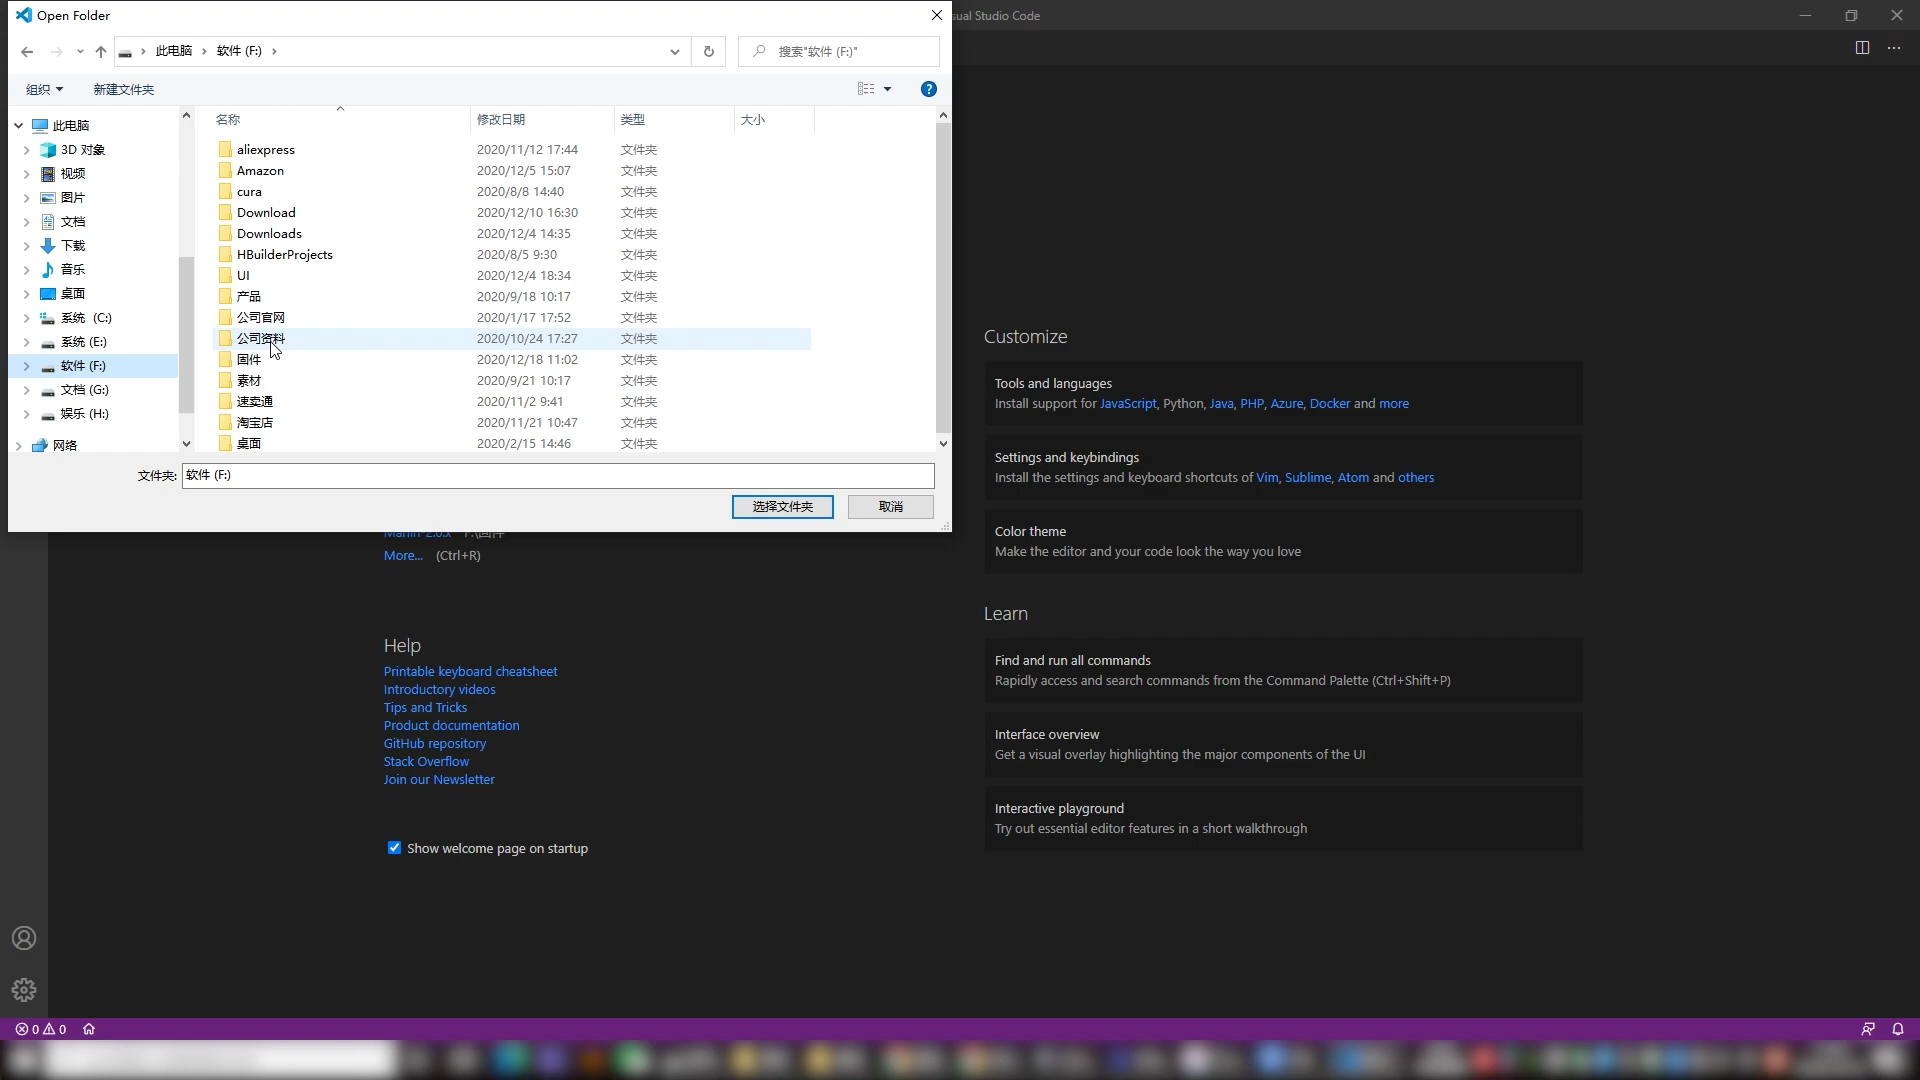 Open Folder
sual Studio Code
此电脑 软件 (F:)
搜索"软件 (F:)"
组织 新建文件夹
名称 修改日期 类型 大小
此电脑
3D 对象
视频
图片
文档
下载
音乐
桌面
系统 (C:)
系统 (E:)
软件 (F:)
文档 (G:)
娱乐 (H:)
网络
aliexpress 2020/11/12 17:44 文件夹
Amazon 2020/12/5 15:07 文件夹
cura 2020/8/8 14:40 文件夹
Download 2020/12/10 16:30 文件夹
Downloads 2020/12/4 14:35 文件夹
HBuilderProjects 2020/8/5 9:30 文件夹
UI 2020/12/4 18:34 文件夹
产品 2020/9/18 10:17 文件夹
公司官网 2020/1/17 17:52 文件夹
公司资料 2020/10/24 17:27 文件夹
固件 2020/12/18 11:02 文件夹
素材 2020/9/21 10:17 文件夹
速卖通 2020/11/2 9:41 文件夹
淘宝店 2020/11/21 10:47 文件夹
桌面 2020/2/15 14:46 文件夹
文件夹: 软件 (F:)
选择文件夹 取消
Marlin-2.0.x F:\固件
More... (Ctrl+R)
Help
Printable keyboard cheatsheet
Introductory videos
Tips and Tricks
Product documentation
GitHub repository
Stack Overflow
Join our Newsletter
Show welcome page on startup
Customize
Tools and languages
Install support for JavaScript, Python, Java, PHP, Azure, Docker and more
Settings and keybindings
Install the settings and keyboard shortcuts of Vim, Sublime, Atom and others
Color theme
Make the editor and your code look the way you love
Learn
Find and run all commands
Rapidly access and search commands from the Command Palette (Ctrl+Shift+P)
Interface overview
Get a visual overlay highlighting the major components of the UI
Interactive playground
Try out essential editor features in a short walkthrough
0 0